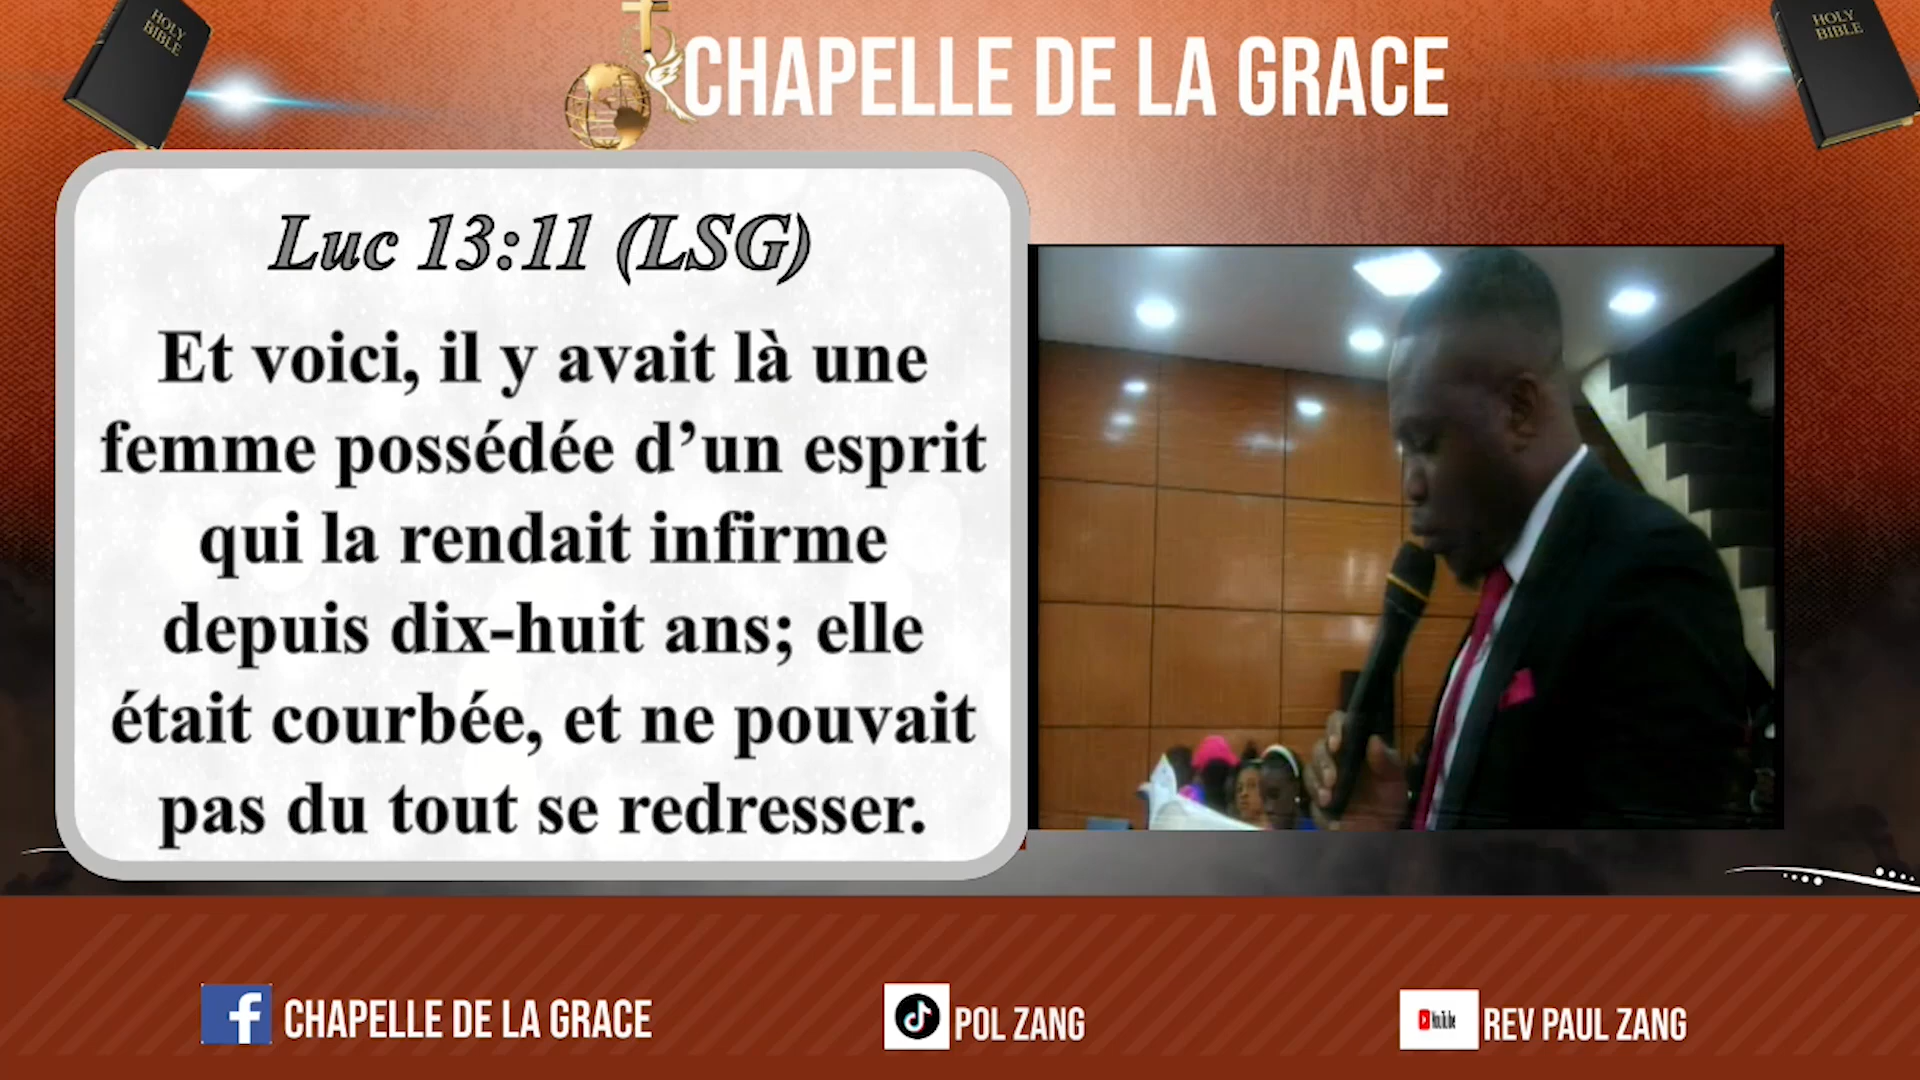 HOLY
BIBLE
CHAPELLE DE LA GRACE
HOLY
BIBLE
Luc 13:11 (LSG)
Et voici, il y avait là une
femme possédée d’un esprit
qui la rendait infirme
depuis dix-huit ans; elle
était courbée, et ne pouvait
pas du tout se redresser.
f CHAPELLE DE LA GRACE
POL ZANG
YouTube REV PAUL ZANG